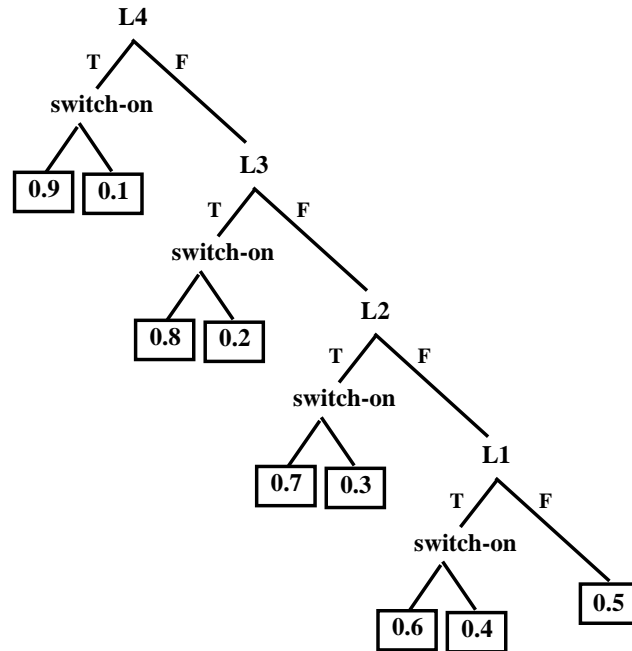 L4
T F
switch-on
L3
0.9 0.1
T F
switch-on
L2
0.8 0.2
T F
switch-on
L1
0.7 0.3
T F
switch-on
0.5
0.6 0.4